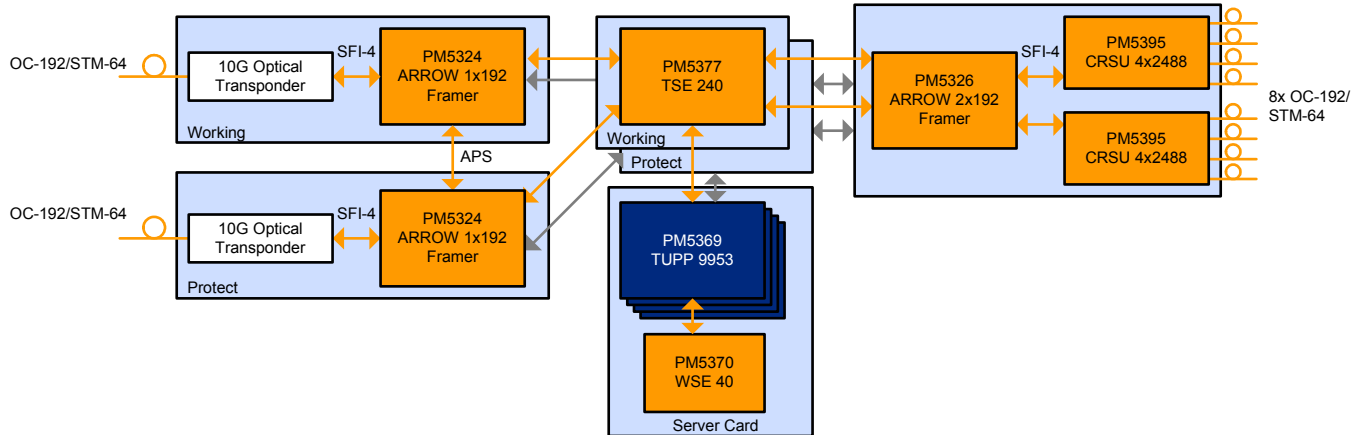 OC-192/STM-64
10G Optical
Transponder
SFI-4
PM5324
ARROW 1x192
Framer
Working
APS
OC-192/STM-64
10G Optical
Transponder
SFI-4
PM5324
ARROW 1x192
Framer
Protect
PM5377
TSE 240
Working
Protect
PM5369
TUPP 9953
PM5370
WSE 40
Server Card
PM5326
ARROW 2x192
Framer
SFI-4
PM5395
CRSU 4x2488
PM5395
CRSU 4x2488
8x OC-192/
STM-64